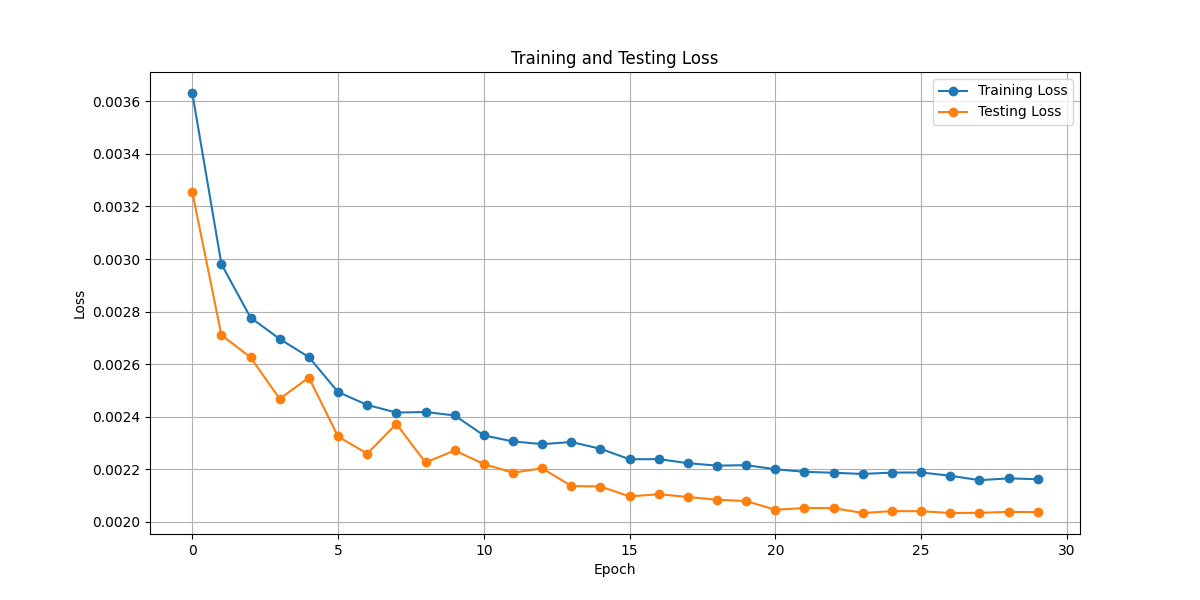 Training and Testing Loss
Training Loss
Testing Loss
0.0036
0.0034
0.0032
0.0030
0.0028
0.0026
0.0024
0.0022
0.0020
Loss
0 5 10 15 20 25 30
Epoch